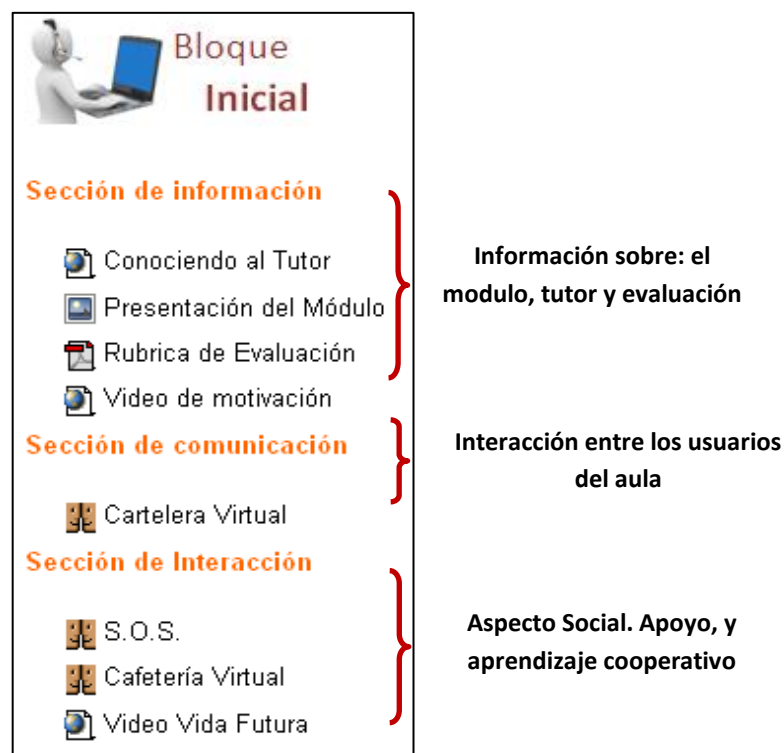 Bloque
Inicial
Sección de información
Conociendo al Tutor
Presentación del Módulo
Rubrica de Evaluación
Video de motivación
Información sobre: el
modulo, tutor y evaluación
Sección de comunicación
Cartelera Virtual
Interacción entre los usuarios
del aula
Sección de Interacción
S.O.S.
Cafetería Virtual
Video Vida Futura
Aspecto Social. Apoyo, y
aprendizaje cooperativo